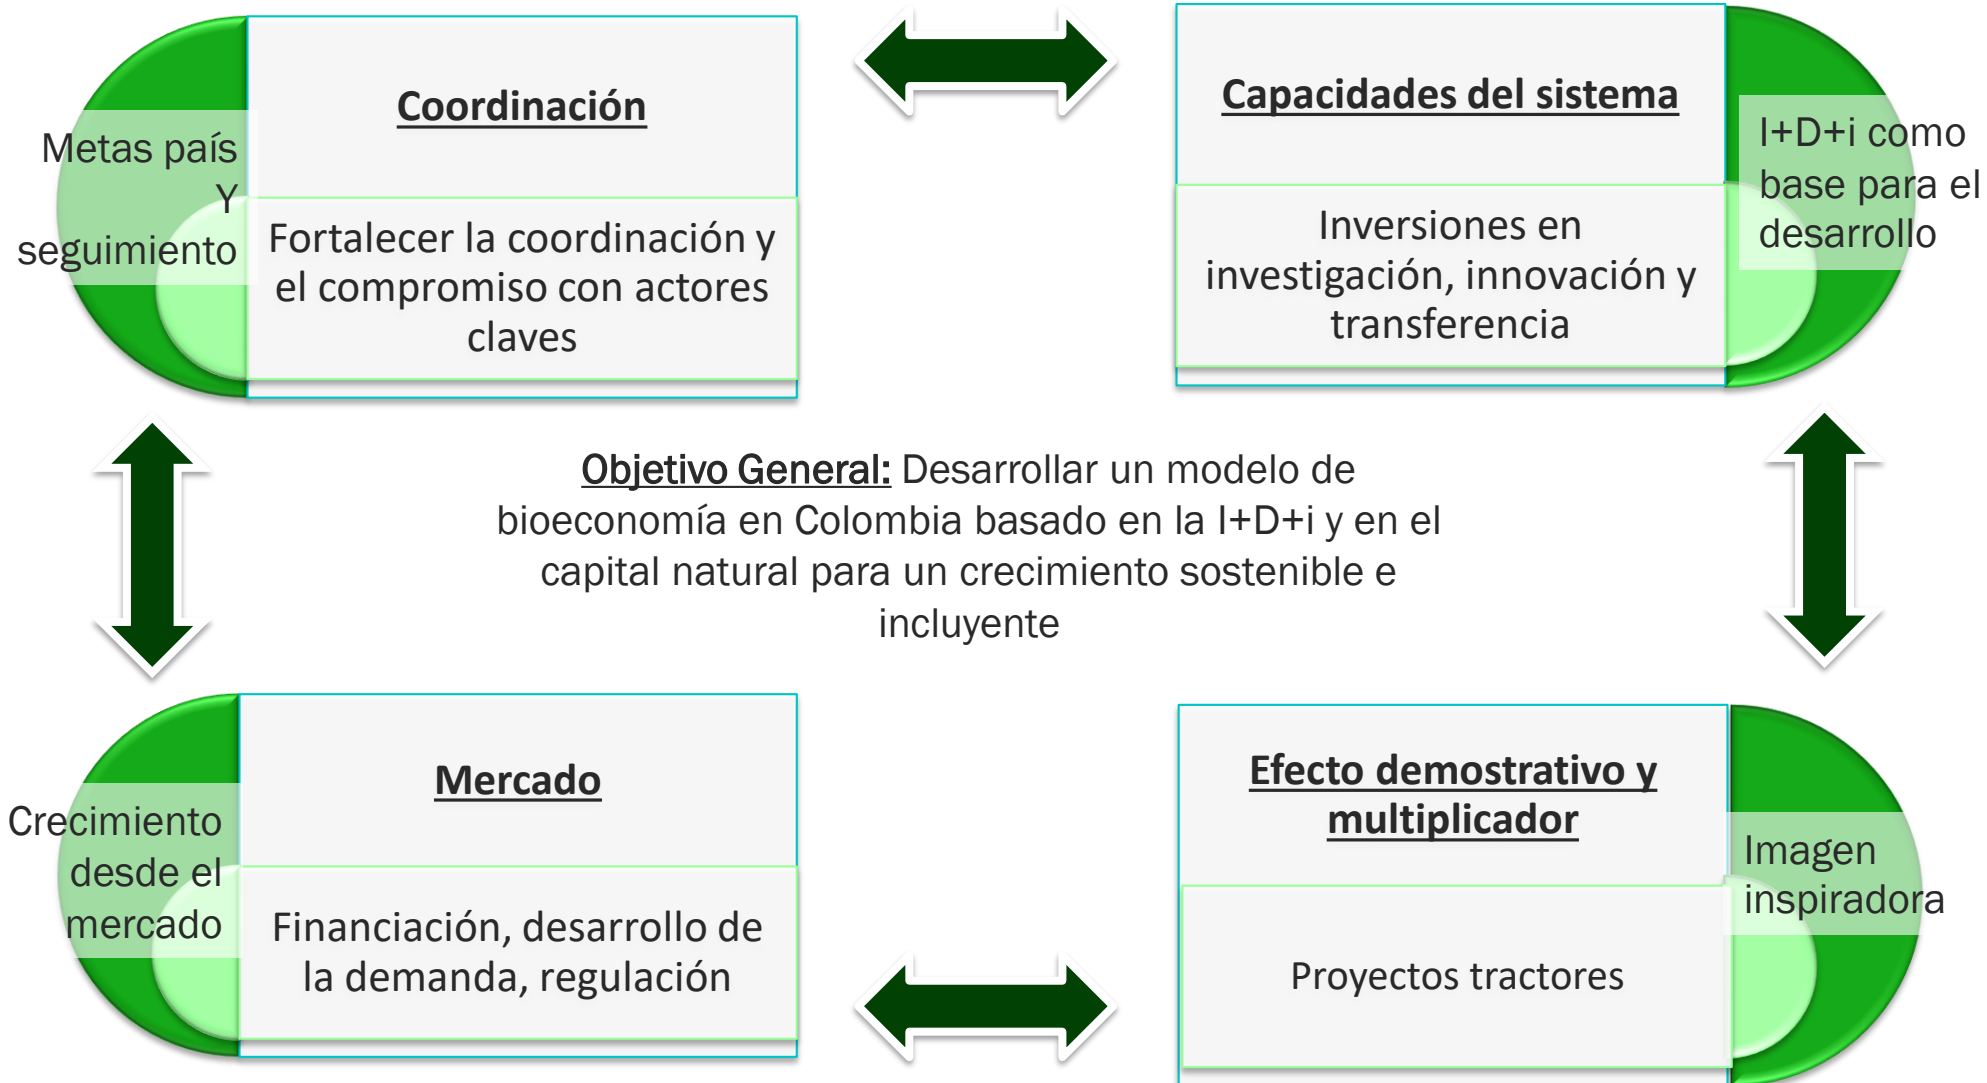 Metas país
Y
seguimiento
Coordinación
Fortalecer la coordinación y
el compromiso con actores
claves
Capacidades del sistema
Inversiones en
investigación, innovación y
transferencia
I+D+i como
base para el
desarrollo
Objetivo General: Desarrollar un modelo de
bioeconomía en Colombia basado en la I+D+i y en el
capital natural para un crecimiento sostenible e
incluyente
Crecimiento
desde el
mercado
Mercado
Financiación, desarrollo de
la demanda, regulación
Efecto demostrativo y
multiplicador
Proyectos tractores
Imagen
inspiradora